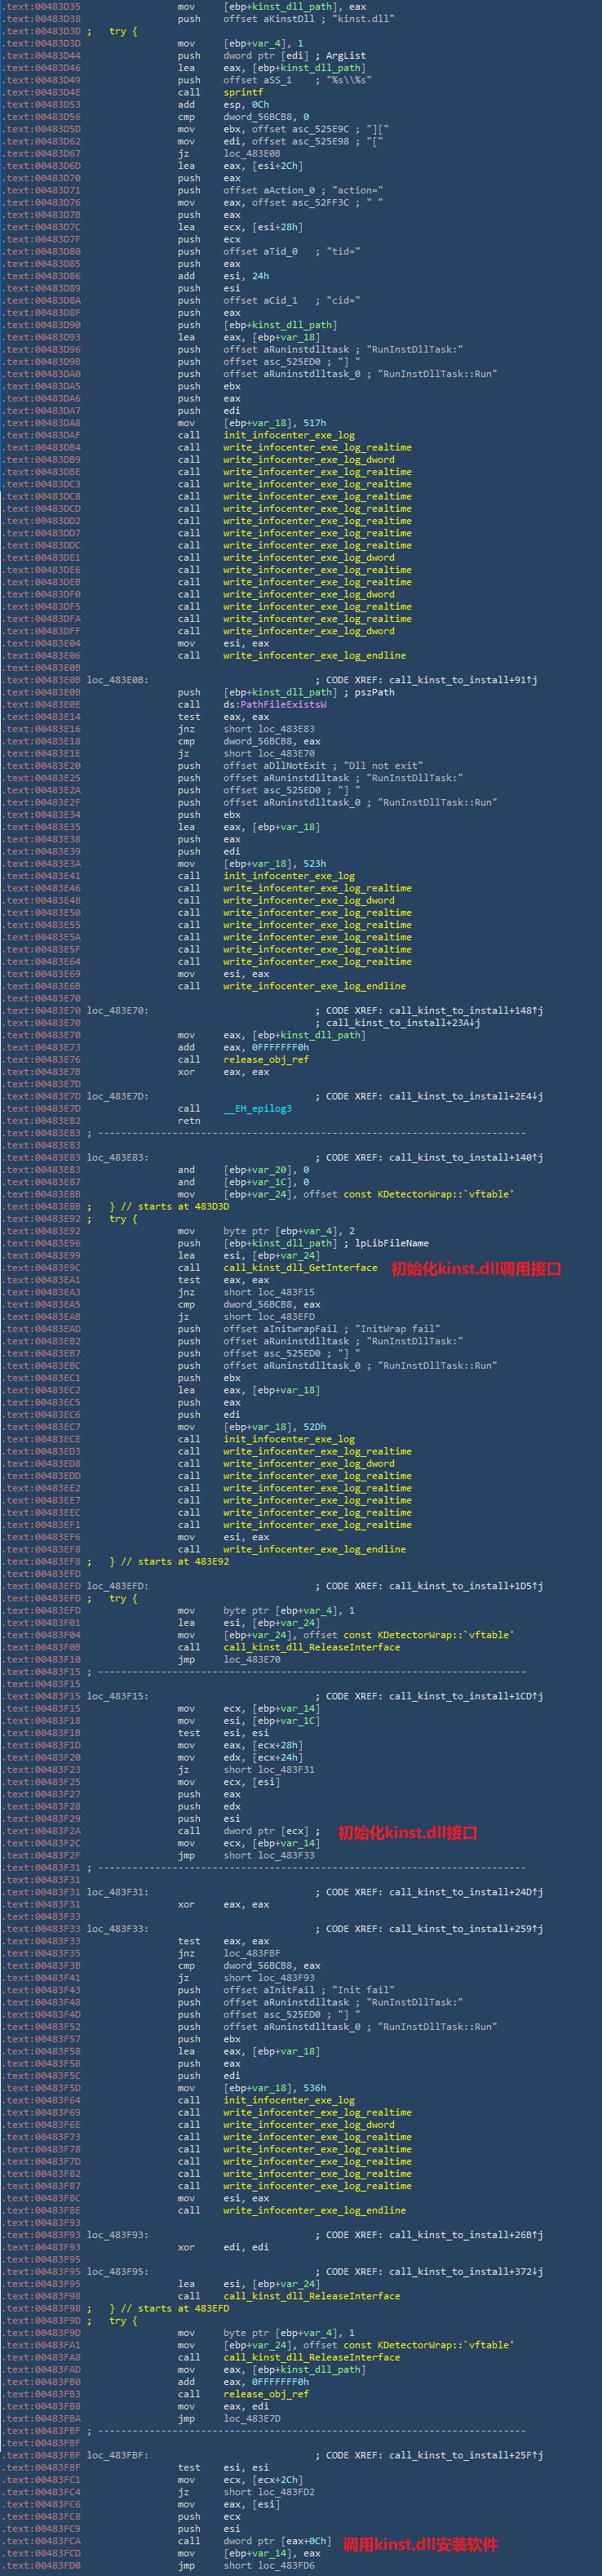 .text:00483D35 mov [ebp+kinst_dll_path], eax
.text:00483D38 push offset aKinstDll ; "kinst.dll"
.text:00483D3D ; try {
.text:00483D3D mov [ebp+var_4], 1
.text:00483D44 push dword ptr [edi] ; ArgList
.text:00483D46 lea eax, [ebp+kinst_dll_path]
.text:00483D49 push offset aSS_1 ; "%s\\%s"
.text:00483D4E call sprintf
.text:00483D53 add esp, 0Ch
.text:00483D56 cmp dword_56BCB8, 0
.text:00483D5D mov ebx, offset asc_525E9C ; "]["
.text:00483D62 mov edi, offset asc_525E98 ; "["
.text:00483D67 jz loc_483E0B
.text:00483D6D lea eax, [esi+2Ch]
.text:00483D70 push eax
.text:00483D71 push offset aAction_0 ; "action="
.text:00483D76 mov eax, offset asc_52FF3C ; " "
.text:00483D7B push eax
.text:00483D7C lea ecx, [esi+28h]
.text:00483D7F push ecx
.text:00483D80 push offset aTid_0 ; "tid="
.text:00483D85 push eax
.text:00483D86 add esi, 24h
.text:00483D89 push esi
.text:00483D8A push offset aCid_1 ; "cid="
.text:00483D8F push eax
.text:00483D90 push [ebp+kinst_dll_path]
.text:00483D93 lea eax, [ebp+var_18]
.text:00483D96 push offset aRuninstdlltask ; "RunInstDllTask:"
.text:00483D9B push offset asc_525ED0 ; "] "
.text:00483DA0 push offset aRuninstdlltask_0 ; "RunInstDllTask::Run"
.text:00483DA5 push ebx
.text:00483DA6 push eax
.text:00483DA7 push edi
.text:00483DA8 mov [ebp+var_18], 517h
.text:00483DAF call init_infocenter_exe_log
.text:00483DB4 call write_infocenter_exe_log_realtime
.text:00483DB9 call write_infocenter_exe_log_dword
.text:00483DBE call write_infocenter_exe_log_realtime
.text:00483DC3 call write_infocenter_exe_log_realtime
.text:00483DC8 call write_infocenter_exe_log_realtime
.text:00483DCD call write_infocenter_exe_log_realtime
.text:00483DD2 call write_infocenter_exe_log_realtime
.text:00483DD7 call write_infocenter_exe_log_realtime
.text:00483DDC call write_infocenter_exe_log_realtime
.text:00483DE1 call write_infocenter_exe_log_dword
.text:00483DE6 call write_infocenter_exe_log_realtime
.text:00483DEB call write_infocenter_exe_log_realtime
.text:00483DF0 call write_infocenter_exe_log_dword
.text:00483DF5 call write_infocenter_exe_log_realtime
.text:00483DFA call write_infocenter_exe_log_realtime
.text:00483DFF call write_infocenter_exe_log_dword
.text:00483E04 mov esi, eax
.text:00483E06 call write_infocenter_exe_log_endline
.text:00483E0B
.text:00483E0B loc_483E0B: ; CODE XREF: call_kinst_to_install+91↑j
.text:00483E0B push [ebp+kinst_dll_path] ; pszPath
.text:00483E0E call ds:PathFileExistsW
.text:00483E14 test eax, eax
.text:00483E16 jnz short loc_483E83
.text:00483E18 cmp dword_56BCB8, eax
.text:00483E1E jz short loc_483E70
.text:00483E20 push offset aDllNotExit ; "Dll not exit"
.text:00483E25 push offset aRuninstdlltask ; "RunInstDllTask:"
.text:00483E2A push offset asc_525ED0 ; "] "
.text:00483E2F push offset aRuninstdlltask_0 ; "RunInstDllTask::Run"
.text:00483E34 push ebx
.text:00483E35 lea eax, [ebp+var_18]
.text:00483E38 push eax
.text:00483E39 push edi
.text:00483E3A mov [ebp+var_18], 523h
.text:00483E41 call init_infocenter_exe_log
.text:00483E46 call write_infocenter_exe_log_realtime
.text:00483E4B call write_infocenter_exe_log_dword
.text:00483E50 call write_infocenter_exe_log_realtime
.text:00483E55 call write_infocenter_exe_log_realtime
.text:00483E5A call write_infocenter_exe_log_realtime
.text:00483E5F call write_infocenter_exe_log_realtime
.text:00483E64 call write_infocenter_exe_log_realtime
.text:00483E69 mov esi, eax
.text:00483E6B call write_infocenter_exe_log_endline
.text:00483E70
.text:00483E70 loc_483E70: ; CODE XREF: call_kinst_to_install+148↑j
.text:00483E70 ; call_kinst_to_install+23A↓j
.text:00483E70 mov eax, [ebp+kinst_dll_path]
.text:00483E73 add eax, 0FFFFFFF0h
.text:00483E76 call release_obj_ref
.text:00483E7B xor eax, eax
.text:00483E7D
.text:00483E7D loc_483E7D: ; CODE XREF: call_kinst_to_install+2E4↓j
.text:00483E7D call __EH_epilog3
.text:00483E82 retn
.text:00483E83 ; ---------------------------------------------------------------------------
.text:00483E83
.text:00483E83 loc_483E83: ; CODE XREF: call_kinst_to_install+140↑j
.text:00483E83 and [ebp+var_20], 0
.text:00483E87 and [ebp+var_1C], 0
.text:00483E8B mov [ebp+var_24], offset const KDetectorWrap::`vftable'
.text:00483E8B ; } // starts at 483D3D
.text:00483E92 ; try {
.text:00483E92 mov byte ptr [ebp+var_4], 2
.text:00483E96 push [ebp+kinst_dll_path] ; lpLibFileName
.text:00483E99 lea esi, [ebp+var_24]
.text:00483E9C call call_kinst_dll_GetInterface 初始化kinst.dll调用接口
.text:00483EA1 test eax, eax
.text:00483EA3 jnz short loc_483F15
.text:00483EA5 cmp dword_56BCB8, eax
.text:00483EAB jz short loc_483EFD
.text:00483EAD push offset aInitwrapFail ; "InitWrap fail"
.text:00483EB2 push offset aRuninstdlltask ; "RunInstDllTask:"
.text:00483EB7 push offset asc_525ED0 ; "] "
.text:00483EBC push offset aRuninstdlltask_0 ; "RunInstDllTask::Run"
.text:00483EC1 push ebx
.text:00483EC2 lea eax, [ebp+var_18]
.text:00483EC5 push eax
.text:00483EC6 push edi
.text:00483EC7 mov [ebp+var_18], 52Dh
.text:00483ECE call init_infocenter_exe_log
.text:00483ED3 call write_infocenter_exe_log_realtime
.text:00483ED8 call write_infocenter_exe_log_dword
.text:00483EDD call write_infocenter_exe_log_realtime
.text:00483EE2 call write_infocenter_exe_log_realtime
.text:00483EE7 call write_infocenter_exe_log_realtime
.text:00483EEC call write_infocenter_exe_log_realtime
.text:00483EF1 call write_infocenter_exe_log_realtime
.text:00483EF6 mov esi, eax
.text:00483EF8 call write_infocenter_exe_log_endline
.text:00483EF8 ; } // starts at 483E92
.text:00483EFD
.text:00483EFD loc_483EFD: ; CODE XREF: call_kinst_to_install+1D5↑j
.text:00483EFD ; try {
.text:00483EFD mov byte ptr [ebp+var_4], 1
.text:00483F01 lea esi, [ebp+var_24]
.text:00483F04 mov [ebp+var_24], offset const KDetectorWrap::`vftable'
.text:00483F0B call call_kinst_dll_ReleaseInterface
.text:00483F10 jmp loc_483E70
.text:00483F15 ; ---------------------------------------------------------------------------
.text:00483F15
.text:00483F15 loc_483F15: ; CODE XREF: call_kinst_to_install+1CD↑j
.text:00483F15 mov ecx, [ebp+var_14]
.text:00483F18 mov esi, [ebp+var_1C]
.text:00483F1B test esi, esi
.text:00483F1D mov eax, [ecx+28h]
.text:00483F20 mov edx, [ecx+24h]
.text:00483F23 jz short loc_483F31
.text:00483F25 mov ecx, [esi]
.text:00483F27 push eax
.text:00483F28 push edx
.text:00483F29 push esi
.text:00483F2A call dword ptr [ecx] ; 初始化kinst.dll接口
.text:00483F2C mov ecx, [ebp+var_14]
.text:00483F2F jmp short loc_483F33
.text:00483F31 ; ---------------------------------------------------------------------------
.text:00483F31
.text:00483F31 loc_483F31: ; CODE XREF: call_kinst_to_install+24D↑j
.text:00483F31 xor eax, eax
.text:00483F33
.text:00483F33 loc_483F33: ; CODE XREF: call_kinst_to_install+259↑j
.text:00483F33 test eax, eax
.text:00483F35 jnz loc_483FBF
.text:00483F3B cmp dword_56BCB8, eax
.text:00483F41 jz short loc_483F93
.text:00483F43 push offset aInitFail ; "Init fail"
.text:00483F48 push offset aRuninstdlltask ; "RunInstDllTask:"
.text:00483F4D push offset asc_525ED0 ; "] "
.text:00483F52 push offset aRuninstdlltask_0 ; "RunInstDllTask::Run"
.text:00483F57 push ebx
.text:00483F58 lea eax, [ebp+var_18]
.text:00483F5B push eax
.text:00483F5C push edi
.text:00483F5D mov [ebp+var_18], 536h
.text:00483F64 call init_infocenter_exe_log
.text:00483F69 call write_infocenter_exe_log_realtime
.text:00483F6E call write_infocenter_exe_log_dword
.text:00483F73 call write_infocenter_exe_log_realtime
.text:00483F78 call write_infocenter_exe_log_realtime
.text:00483F7D call write_infocenter_exe_log_realtime
.text:00483F82 call write_infocenter_exe_log_realtime
.text:00483F87 call write_infocenter_exe_log_realtime
.text:00483F8C mov esi, eax
.text:00483F8E call write_infocenter_exe_log_endline
.text:00483F93
.text:00483F93 loc_483F93: ; CODE XREF: call_kinst_to_install+26B↑j
.text:00483F93 xor edi, edi
.text:00483F95
.text:00483F95 loc_483F95: ; CODE XREF: call_kinst_to_install+372↓j
.text:00483F95 lea esi, [ebp+var_24]
.text:00483F98 call call_kinst_dll_ReleaseInterface
.text:00483F98 ; } // starts at 483EFD
.text:00483F9D ; try {
.text:00483F9D mov byte ptr [ebp+var_4], 1
.text:00483FA1 mov [ebp+var_24], offset const KDetectorWrap::`vftable'
.text:00483FA8 call call_kinst_dll_ReleaseInterface
.text:00483FAD mov eax, [ebp+kinst_dll_path]
.text:00483FB0 add eax, 0FFFFFFF0h
.text:00483FB3 call release_obj_ref
.text:00483FB8 mov eax, edi
.text:00483FBA jmp loc_483E7D
.text:00483FBF ; ---------------------------------------------------------------------------
.text:00483FBF
.text:00483FBF loc_483FBF: ; CODE XREF: call_kinst_to_install+25F↑j
.text:00483FBF test esi, esi
.text:00483FC1 mov ecx, [ecx+2Ch]
.text:00483FC4 jz short loc_483FD2
.text:00483FC6 mov eax, [esi]
.text:00483FC8 push ecx
.text:00483FC9 push esi
.text:00483FCA call dword ptr [eax+0Ch] 调用kinst.dll安装软件
.text:00483FCD mov [ebp+var_14], eax
.text:00483FD0 jmp short loc_483FD6